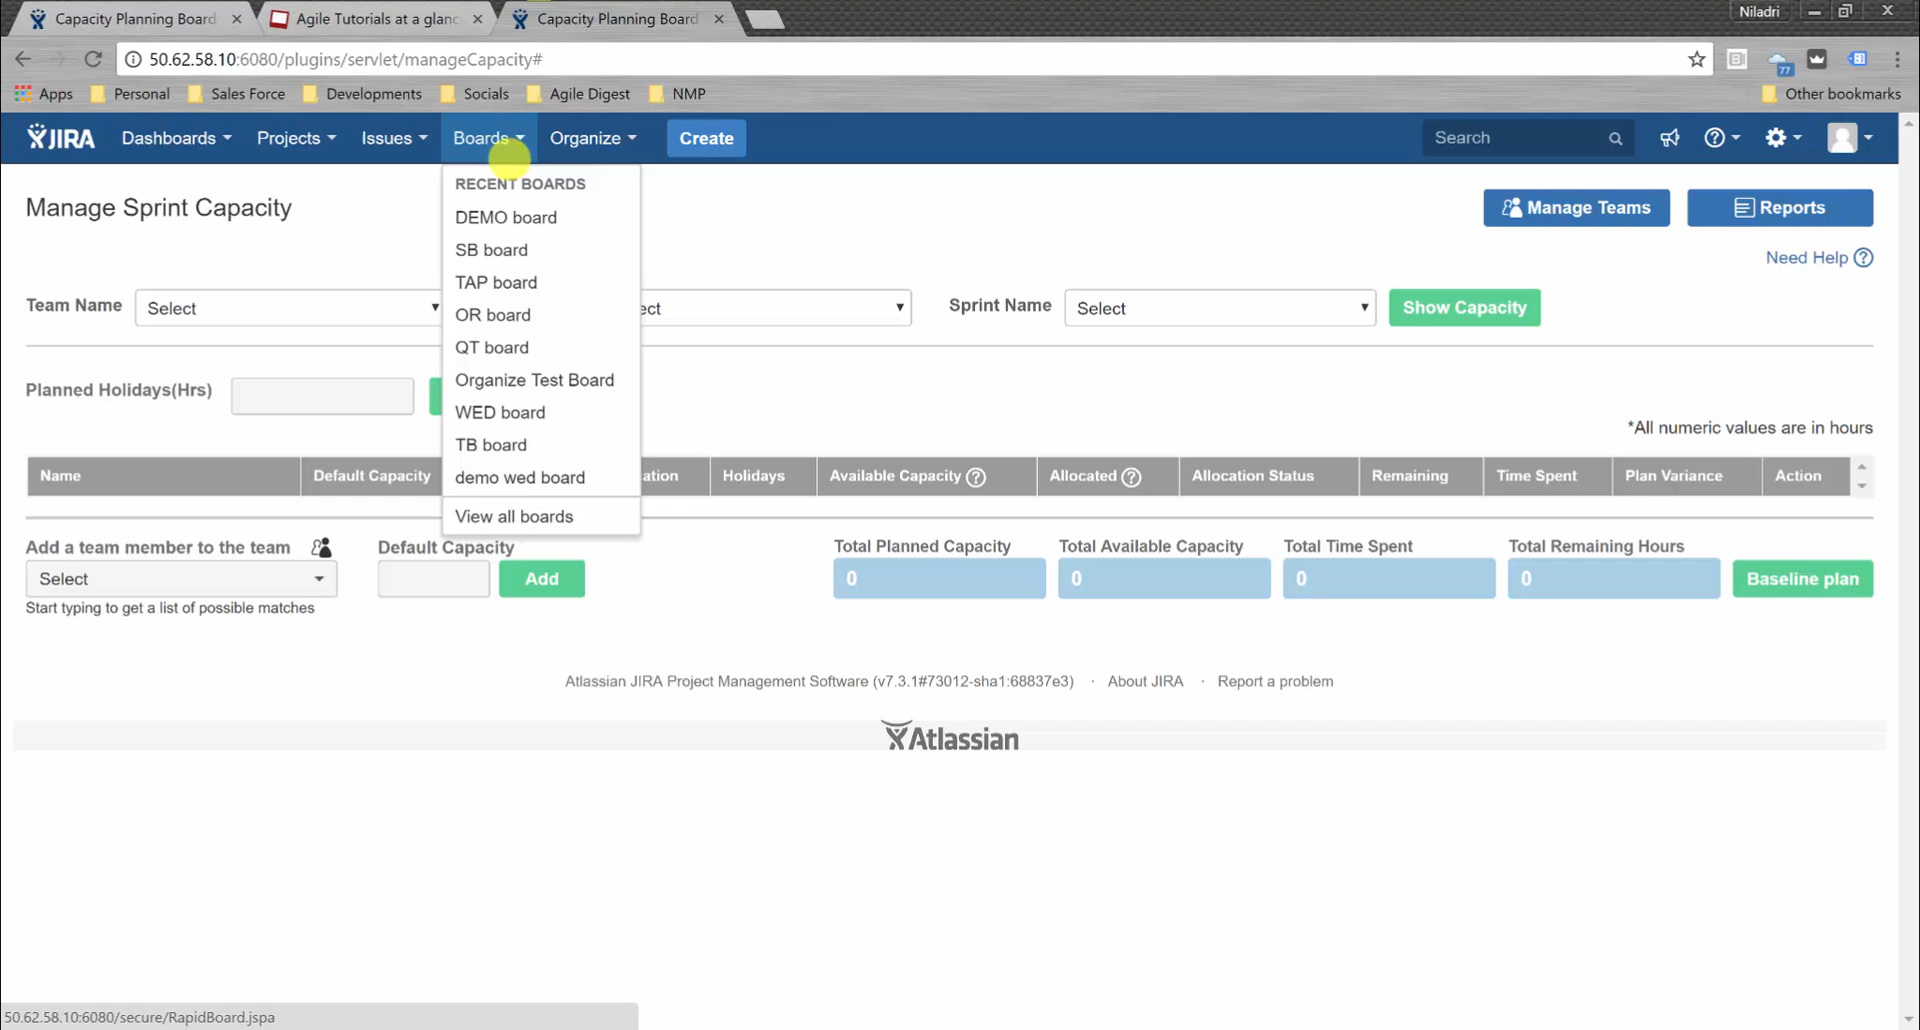 Capacity Planning Board
Agile Tutorials at a glanc
Capacity Planning Board
Niladri
50.62.58.10:6080/plugins/servlet/manageCapacity#
77
Apps Personal Sales Force Developments Socials Agile Digest NMP Other bookmarks
JIRA Dashboards Projects Issues Boards Organize Create Search
RECENT BOARDS
DEMO board
SB board
TAP board
OR board
QT board
Organize Test Board
WED board
TB board
demo wed board
View all boards
Manage Sprint Capacity
Manage Teams Reports
Need Help
Team Name Select ect Sprint Name Select Show Capacity
Planned Holidays(Hrs)
*All numeric values are in hours
Name Default Capacity ation Holidays Available Capacity Allocated Allocation Status Remaining Time Spent Plan Variance Action
Add a team member to the team Default Capacity Total Planned Capacity Total Available Capacity Total Time Spent Total Remaining Hours
Select Add 0 0 0 0 Baseline plan
Start typing to get a list of possible matches
Atlassian JIRA Project Management Software (v7.3.1#73012-sha1:68837e3) · About JIRA · Report a problem
Atlassian
50.62.58.10:6080/secure/RapidBoard.jspa